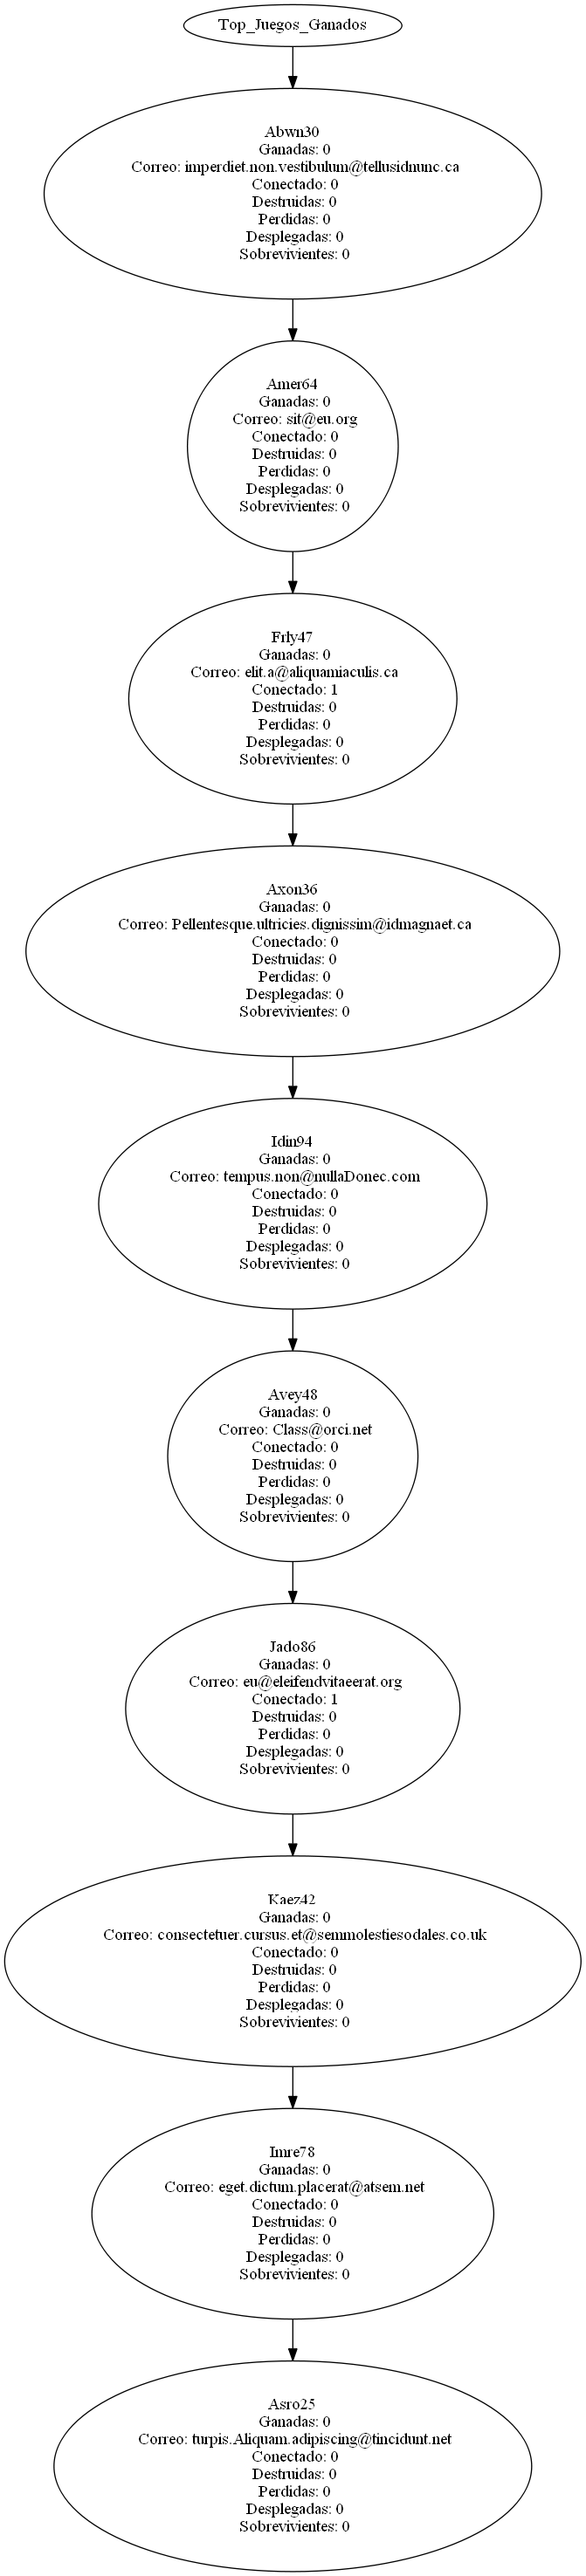 Top_Juegos_Ganados
Abwn30
Ganadas: 0
Correo: imperdiet.non.vestibulum@tellusidnunc.ca
Conectado: 0
Destruidas: 0
Perdidas: 0
Desplegadas: 0
Sobrevivientes: 0
Amer64
Ganadas: 0
Correo: sit@eu.org
Conectado: 0
Destruidas: 0
Perdidas: 0
Desplegadas: 0
Sobrevivientes: 0
Frly47
Ganadas: 0
Correo: elit.a@aliquamiaculis.ca
Conectado: 1
Destruidas: 0
Perdidas: 0
Desplegadas: 0
Sobrevivientes: 0
Axon36
Ganadas: 0
Correo: Pellentesque.ultricies.dignissim@idmagnaet.ca
Conectado: 0
Destruidas: 0
Perdidas: 0
Desplegadas: 0
Sobrevivientes: 0
Idin94
Ganadas: 0
Correo: tempus.non@nullaDonec.com
Conectado: 0
Destruidas: 0
Perdidas: 0
Desplegadas: 0
Sobrevivientes: 0
Avey48
Ganadas: 0
Correo: Class@orci.net
Conectado: 0
Destruidas: 0
Perdidas: 0
Desplegadas: 0
Sobrevivientes: 0
Jado86
Ganadas: 0
Correo: eu@eleifendvitaeerat.org
Conectado: 1
Destruidas: 0
Perdidas: 0
Desplegadas: 0
Sobrevivientes: 0
Kaez42
Ganadas: 0
Correo: consectetuer.cursus.et@semmolestiesodales.co.uk
Conectado: 0
Destruidas: 0
Perdidas: 0
Desplegadas: 0
Sobrevivientes: 0
Imre78
Ganadas: 0
Correo: eget.dictum.placerat@atsem.net
Conectado: 0
Destruidas: 0
Perdidas: 0
Desplegadas: 0
Sobrevivientes: 0
Asro25
Ganadas: 0
Correo: turpis.Aliquam.adipiscing@tincidunt.net
Conectado: 0
Destruidas: 0
Perdidas: 0
Desplegadas: 0
Sobrevivientes: 0